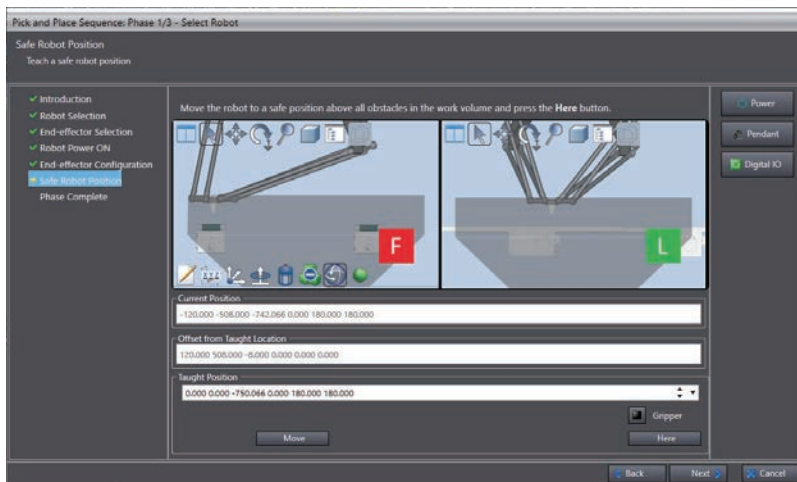 Pick and Place Sequence: Phase 1/3 - Select Robot
Safe Robot Position
Teach a safe robot position
Introduction
Robot Selection
End-effector Selection
Robot Power ON
End-effector Configuration
Safe Robot Position
Phase Complete
Move the robot to a safe position above all obstacles in the work volume and press the Here button.
F
L
Current Position
-120.000 -508.000 -742.066 0.000 180.000 180.000
Offset from Taught Location
120.000 508.000 -8.000 0.000 0.000 0.000
Taught Position
0.000 0.000 -750.066 0.000 180.000 180.000
Gripper
Move
Here
Power
Pendant
Digital IO
Back
Next
Cancel